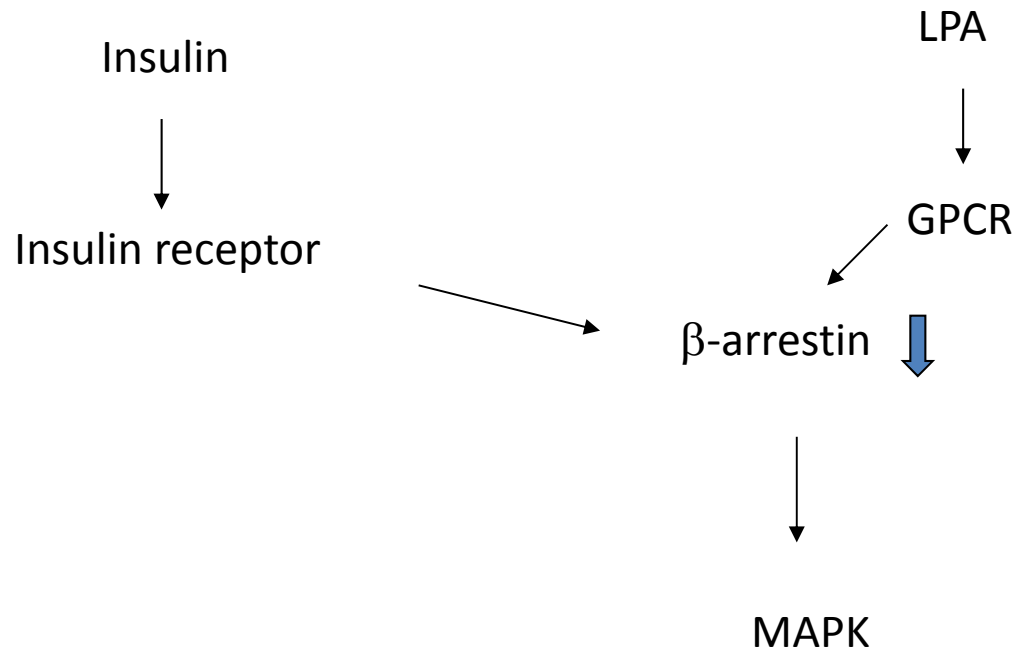 LPA
Insulin
GPCR
Insulin receptor
β-arrestin
MAPK